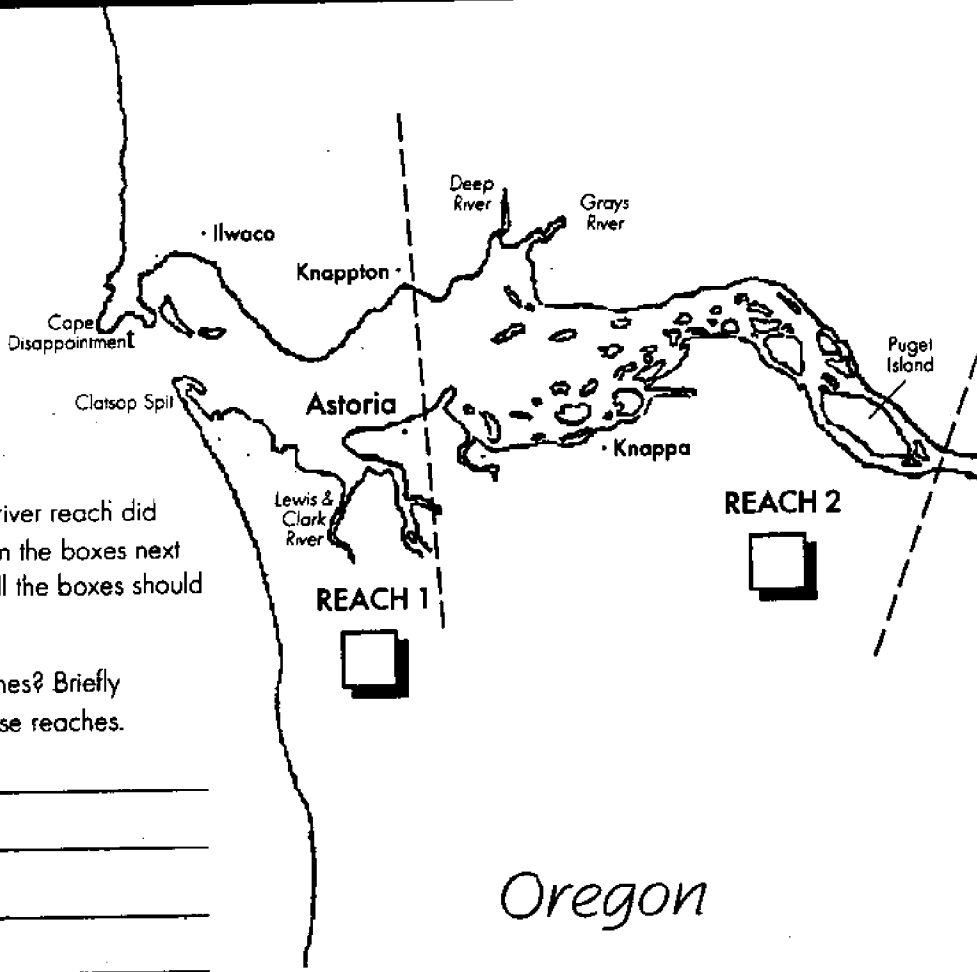 Deep
River
Grays
River
· Ilwaco
Knappton ·
Cape
Disappointment
Puget
Island
Clatsop Spit
Astoria
· Knappa
Lewis &
Clark
River
REACH 2
river reach did
n the boxes next
ll the boxes should
REACH 1
nes? Briefly
se reaches.
Oregon